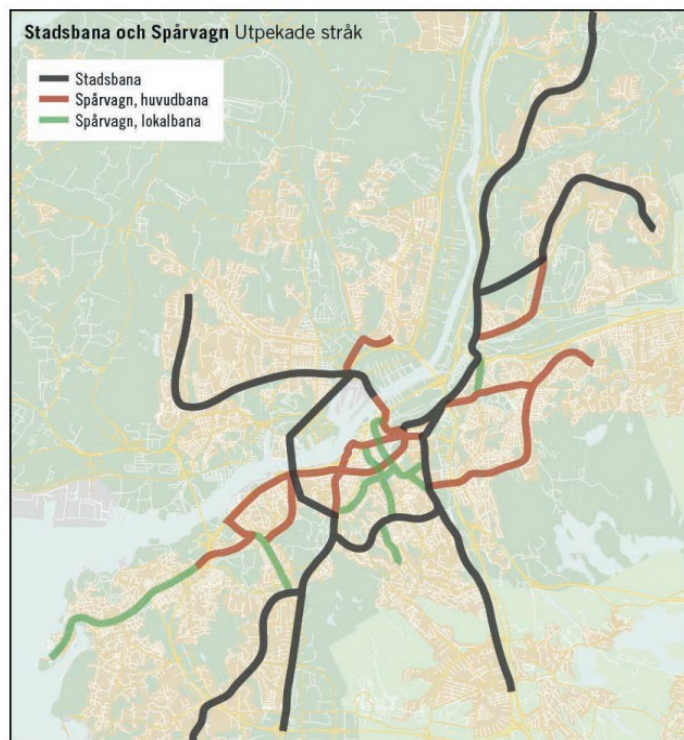 Stadsbana och Spårvagn Utpekade stråk
Stadsbana
Spårvagn, huvudbana
Spårvagn, lokalbana